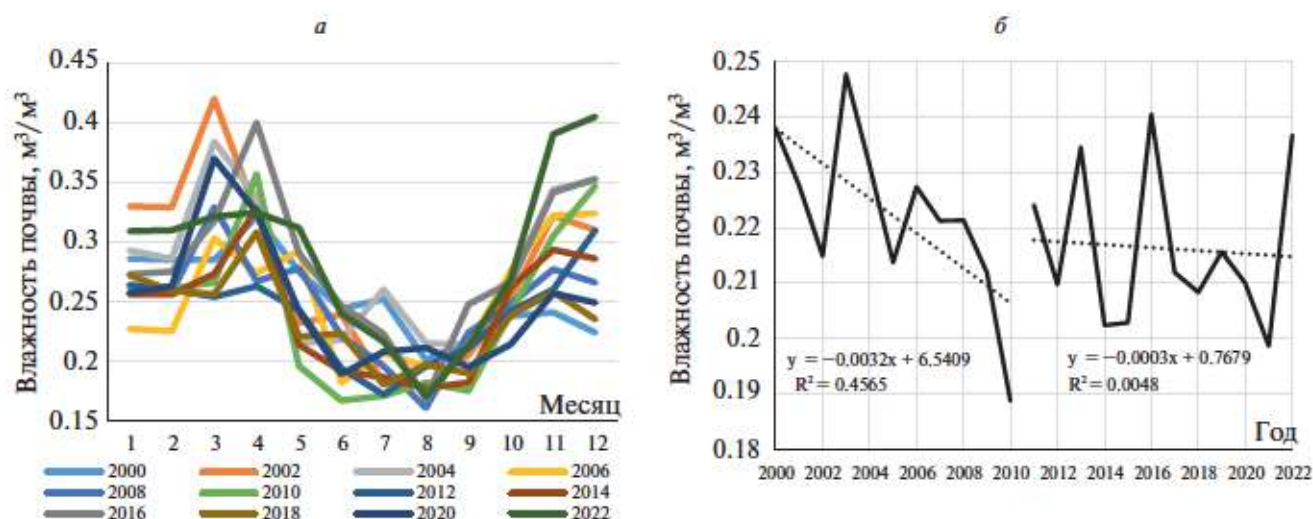 а
Влажность почвы, м³/м³
0.45
0.4
0.35
0.3
0.25
0.2
0.15
Месяц
1 2 3 4 5 6 7 8 9 10 11 12
2000 2002 2004 2006
2008 2010 2012 2014
2016 2018 2020 2022
б
Влажность почвы, м³/м³
0.25
0.24
0.23
0.22
0.21
0.2
0.19
0.18
y = −0.0032x + 6.5409
R² = 0.4565
y = −0.0003x + 0.7679
R² = 0.0048
Год
2000 2002 2004 2006 2008 2010 2012 2014 2016 2018 2020 2022